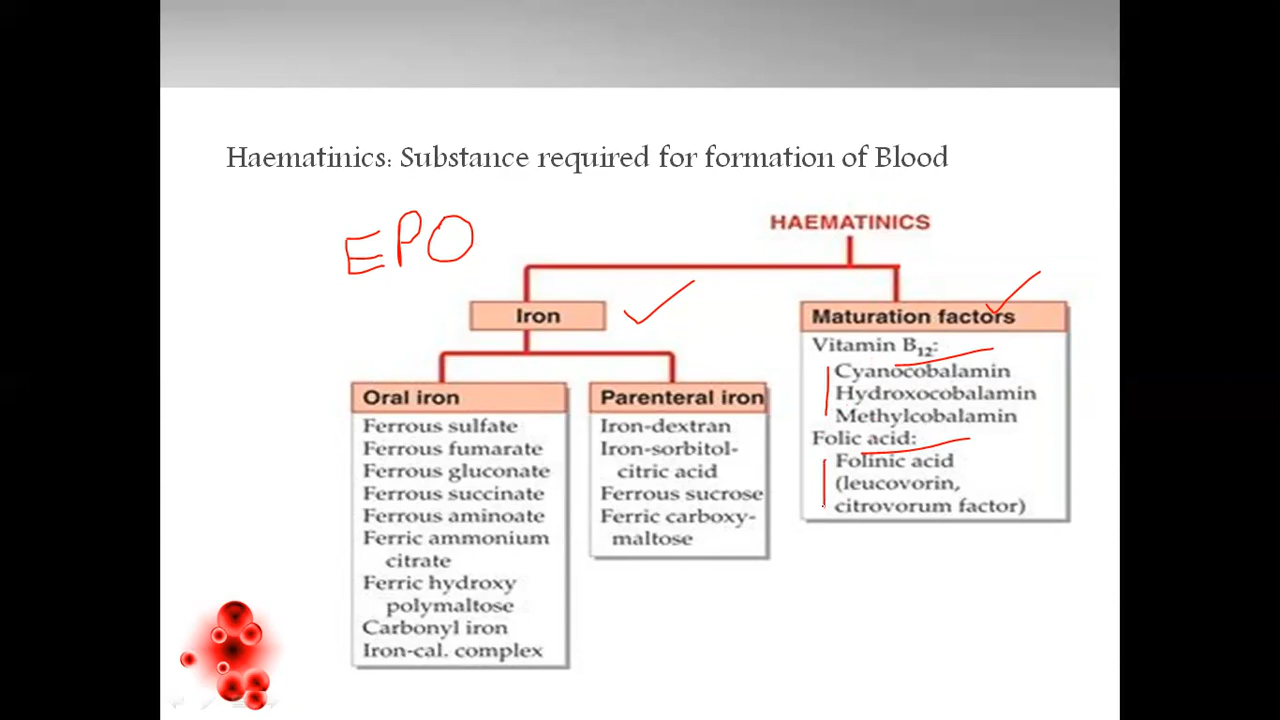 Haematinics: Substance required for formation of Blood
EPO
HAEMATINICS
Iron
Oral iron
Ferrous sulfate
Ferrous fumarate
Ferrous gluconate
Ferrous succinate
Ferrous aminoate
Ferric ammonium
citrate
Ferric hydroxy
polymaltose
Carbonyl iron
Iron-cal. complex
Parenteral iron
Iron-dextran
Iron-sorbitol-
citric acid
Ferrous sucrose
Ferric carboxy-
maltose
Maturation factors
Vitamin B₁₂:
Cyanocobalamin
Hydroxocobalamin
Methylcobalamin
Folic acid:
Folinic acid
(leucovorin,
citrovorum factor)